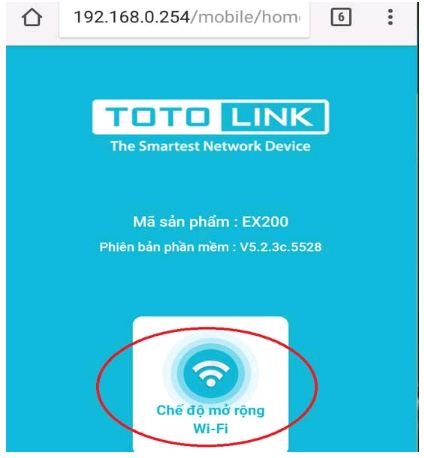 192.168.0.254/mobile/hom
6
TOTO LINK
The Smartest Network Device
Mã sản phẩm : EX200
Phiên bản phần mềm : V5.2.3c.5528
Chế độ mở rộng
Wi-Fi